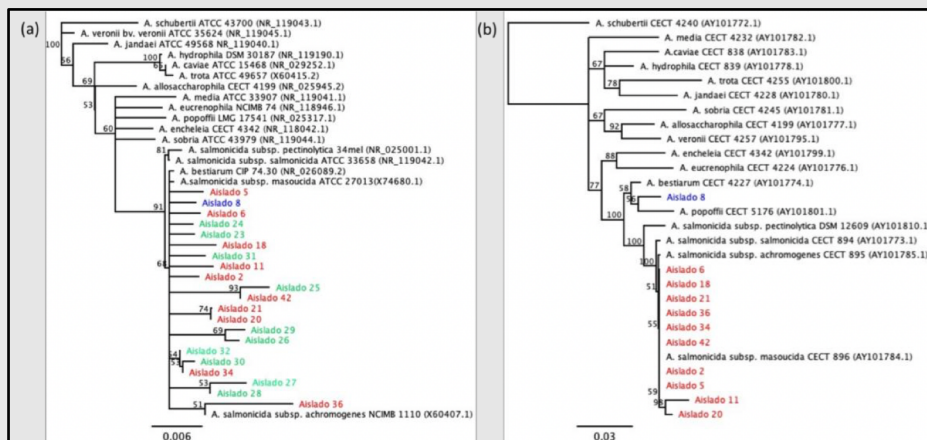 (a)
A. schubertii ATCC 43700 (NR_119043.1)
A. veronii bv. veronii ATCC 35624 (NR_119045.1)
A. jandaei ATCC 49568 NR_119040.1)
A. hydrophila DSM 30187 (NR_119190.1)
A. caviae ATCC 15468 (NR_029252.1)
A. trota ATCC 49657 (X60415.2)
A. allosaccharophila CECT 4199 (NR_025945.2)
A. media ATCC 33907 (NR_119041.1)
A. eucrenophila NCIMB 74 (NR_118946.1)
A. popoffii LMG 17541 (NR_025317.1)
A. encheleia CECT 4342 (NR_118042.1)
A. sobria ATCC 43979 (NR_119044.1)
A. salmonicida subsp. pectinolytica 34mel (NR_025001.1)
A. salmonicida subsp. salmonicida ATCC 33658 (NR_119042.1)
A. bestiarum CIP 74.30 (NR_026089.2)
A.salmonicida subsp. masoucida ATCC 27013(X74680.1)
Aislado 5
Aislado 8
Aislado 6
Aislado 24
Aislado 23
Aislado 18
Aislado 31
Aislado 11
Aislado 2
Aislado 25
Aislado 42
Aislado 21
Aislado 20
Aislado 29
Aislado 26
Aislado 32
Aislado 30
Aislado 34
Aislado 27
Aislado 28
Aislado 36
A. salmonicida subsp. achromogenes NCIMB 1110 (X60407.1)
100
56
69
100
53
60
81
91
68
93
74
69
53
51
0.006
(b)
A. schubertii CECT 4240 (AY101772.1)
A. media CECT 4232 (AY101782.1)
A.caviae CECT 838 (AY101783.1)
A. hydrophila CECT 839 (AY101778.1)
A. trota CECT 4255 (AY101800.1)
A. jandaei CECT 4228 (AY101780.1)
A. sobria CECT 4245 (AY101781.1)
A. allosaccharophila CECT 4199 (AY101777.1)
A. veronii CECT 4257 (AY101795.1)
A. encheleia CECT 4342 (AY101799.1)
A. eucrenophila CECT 4224 (AY101776.1)
A. bestiarum CECT 4227 (AY101774.1)
Aislado 8
A. popoffii CECT 5176 (AY101801.1)
A. salmonicida subsp. pectinolytica DSM 12609 (AY101810.1
A. salmonicida subsp. salmonicida CECT 894 (AY101773.1)
A. salmonicida subsp. achromogenes CECT 895 (AY101785.1)
Aislado 6
Aislado 18
Aislado 21
Aislado 36
Aislado 34
Aislado 42
A. salmonicida subsp. masoucida CECT 896 (AY101784.1)
Aislado 2
Aislado 5
Aislado 11
Aislado 20
67
78
67
92
88
77
58
100
100
100
51
55
59
0.03